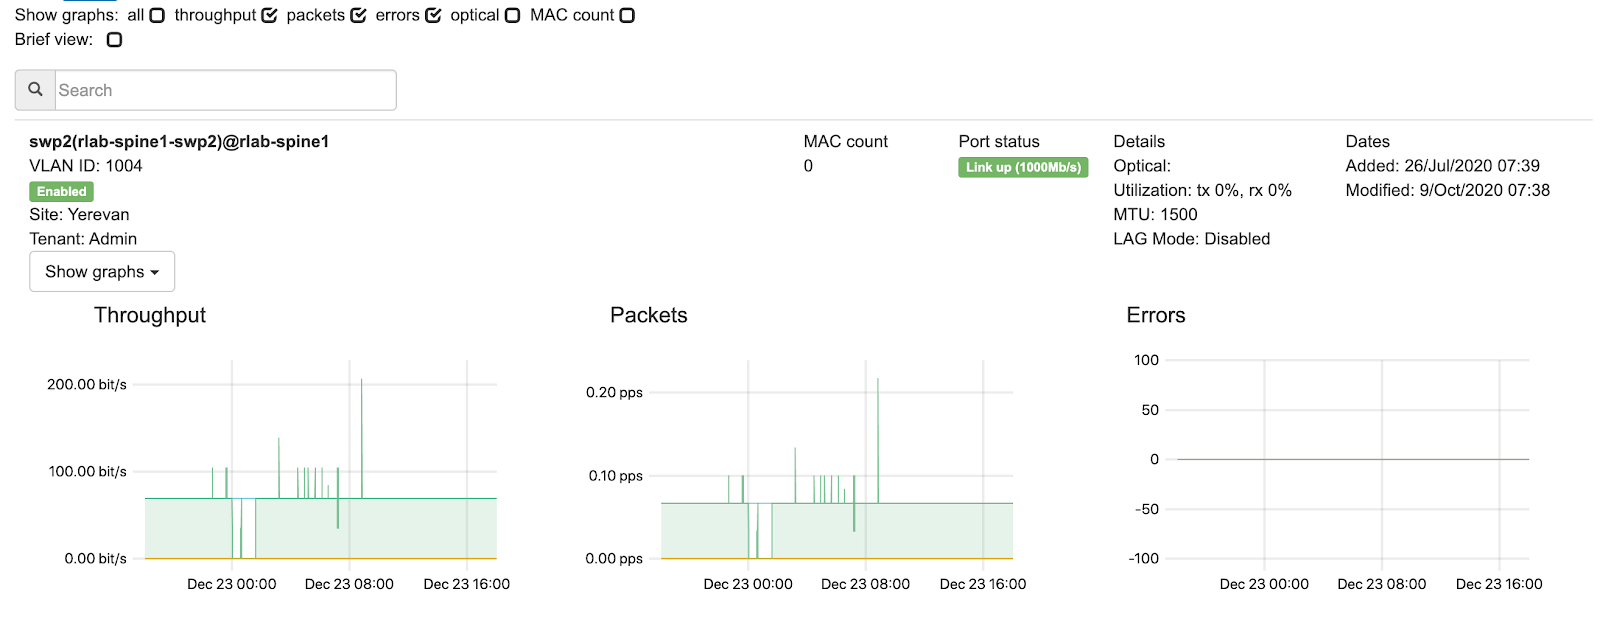 Show graphs: all throughput packets errors optical MAC count
Brief view:
Search
swp2(rlab-spine1-swp2)@rlab-spine1
VLAN ID: 1004
Enabled
Site: Yerevan
Tenant: Admin
Show graphs
MAC count
0
Port status
Link up (1000Mb/s)
Details
Optical:
Utilization: tx 0%, rx 0%
MTU: 1500
LAG Mode: Disabled
Dates
Added: 26/Jul/2020 07:39
Modified: 9/Oct/2020 07:38
Throughput
200.00 bit/s
100.00 bit/s
0.00 bit/s
Dec 23 00:00 Dec 23 08:00 Dec 23 16:00
Packets
0.20 pps
0.10 pps
0.00 pps
Dec 23 00:00 Dec 23 08:00 Dec 23 16:00
Errors
100
50
0
-50
-100
Dec 23 00:00 Dec 23 08:00 Dec 23 16:00